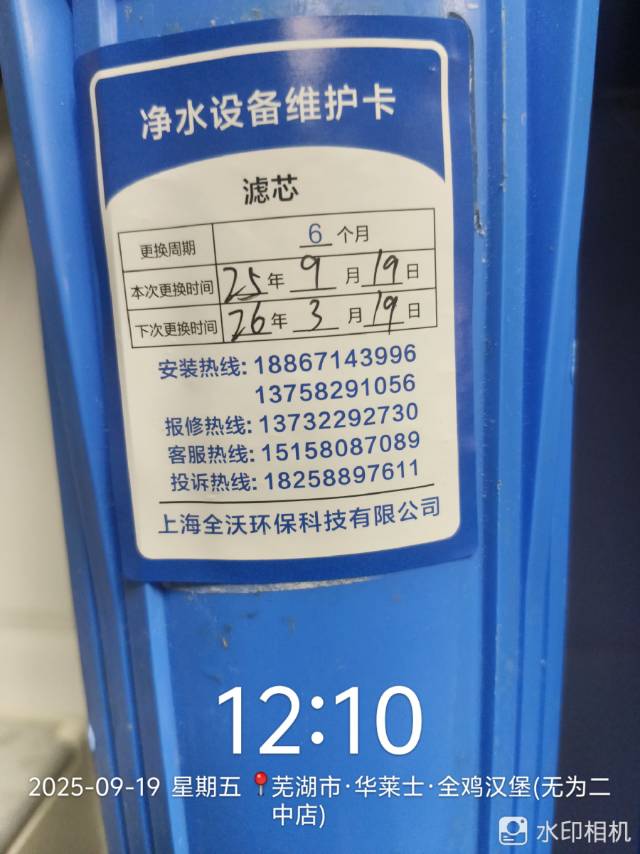 净水设备维护卡
滤芯
更换周期 6 个月
本次更换时间 25 年 9 月 19 日
下次更换时间 26 年 3 月 19 日
安装热线: 18867143996
13758291056
报修热线: 13732292730
客服热线: 15158087089
投诉热线: 18258897611
上海全沃环保科技有限公司
12:10
2025-09-19 星期五 芜湖市·华莱士·全鸡汉堡(无为二
中店)
水印相机